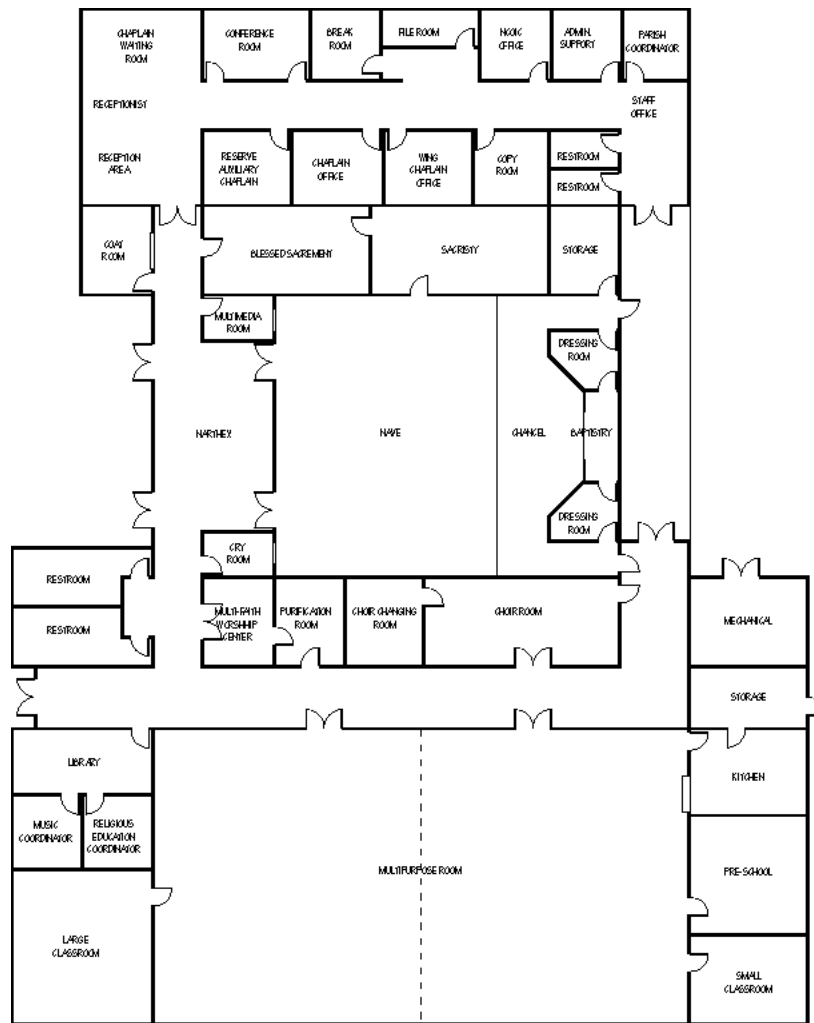 CHAPLAIN
WAITING
ROOM
CONFERENCE
ROOM
BREAK
ROOM
FILE ROOM
NCOIC
OFFICE
ADMIN.
SUPPORT
PARISH
COORDINATOR
RECEPTIONIST
STAFF
OFFICE
RECEPTION
AREA
RESERVE
AUXILIARY
CHAPLAIN
CHAPLAIN
OFFICE
WING
CHAPLAIN
OFFICE
COPY
ROOM
RESTROOM
RESTROOM
COAT
ROOM
BLESSED SACREMENT
SACRISTY
STORAGE
MULTIMEDIA
ROOM
DRESSING
ROOM
NARTHEX
NAVE
CHANCEL
BAPTISTRY
DRESSING
ROOM
CRY
ROOM
RESTROOM
RESTROOM
MULTI-FAITH
WORSHIP
CENTER
PURIFICATION
ROOM
CHOIR CHANGING
ROOM
CHOIR ROOM
MECHANICAL
STORAGE
LIBRARY
KITCHEN
MUSIC
COORDINATOR
RELIGIOUS
EDUCATION
COORDINATOR
MULTIPURPOSE ROOM
PRE-SCHOOL
LARGE
CLASSROOM
SMALL
CLASSROOM